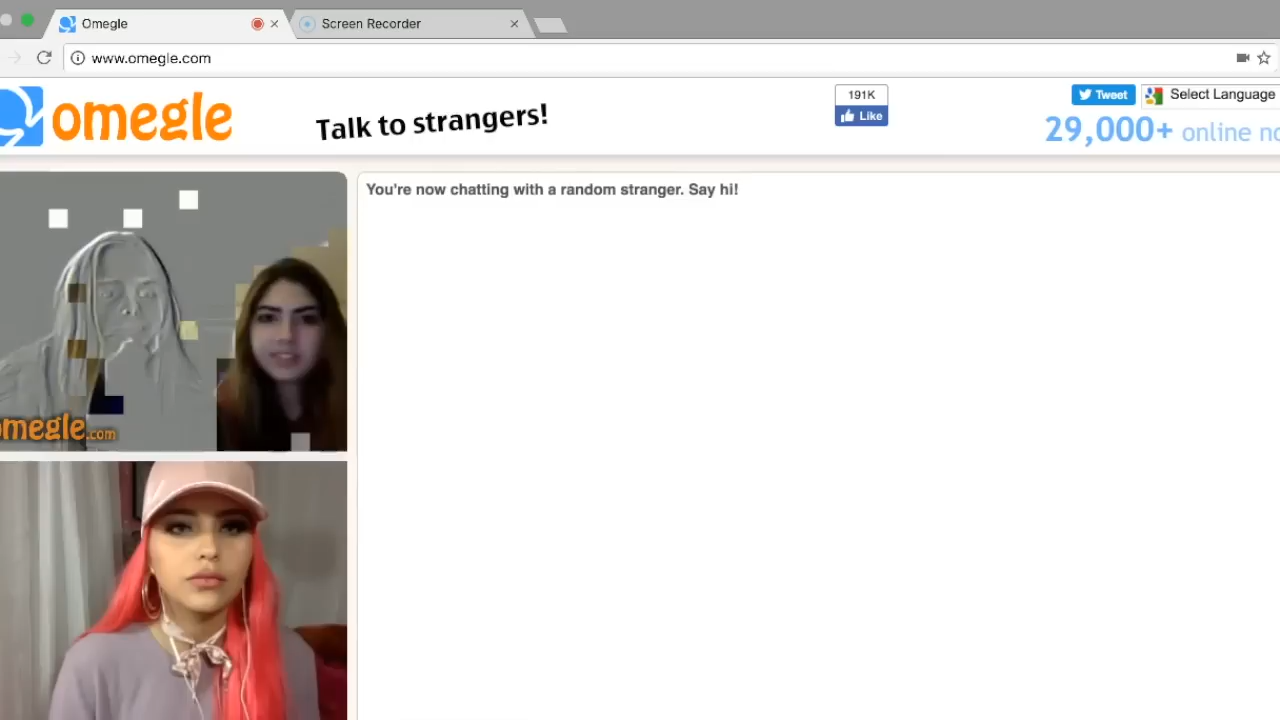 Omegle
Screen Recorder
www.omegle.com
omegle
Talk to strangers!
191K
Like
Tweet
Select Language
29,000+ online
You're now chatting with a random stranger. Say hi!
omegle.com